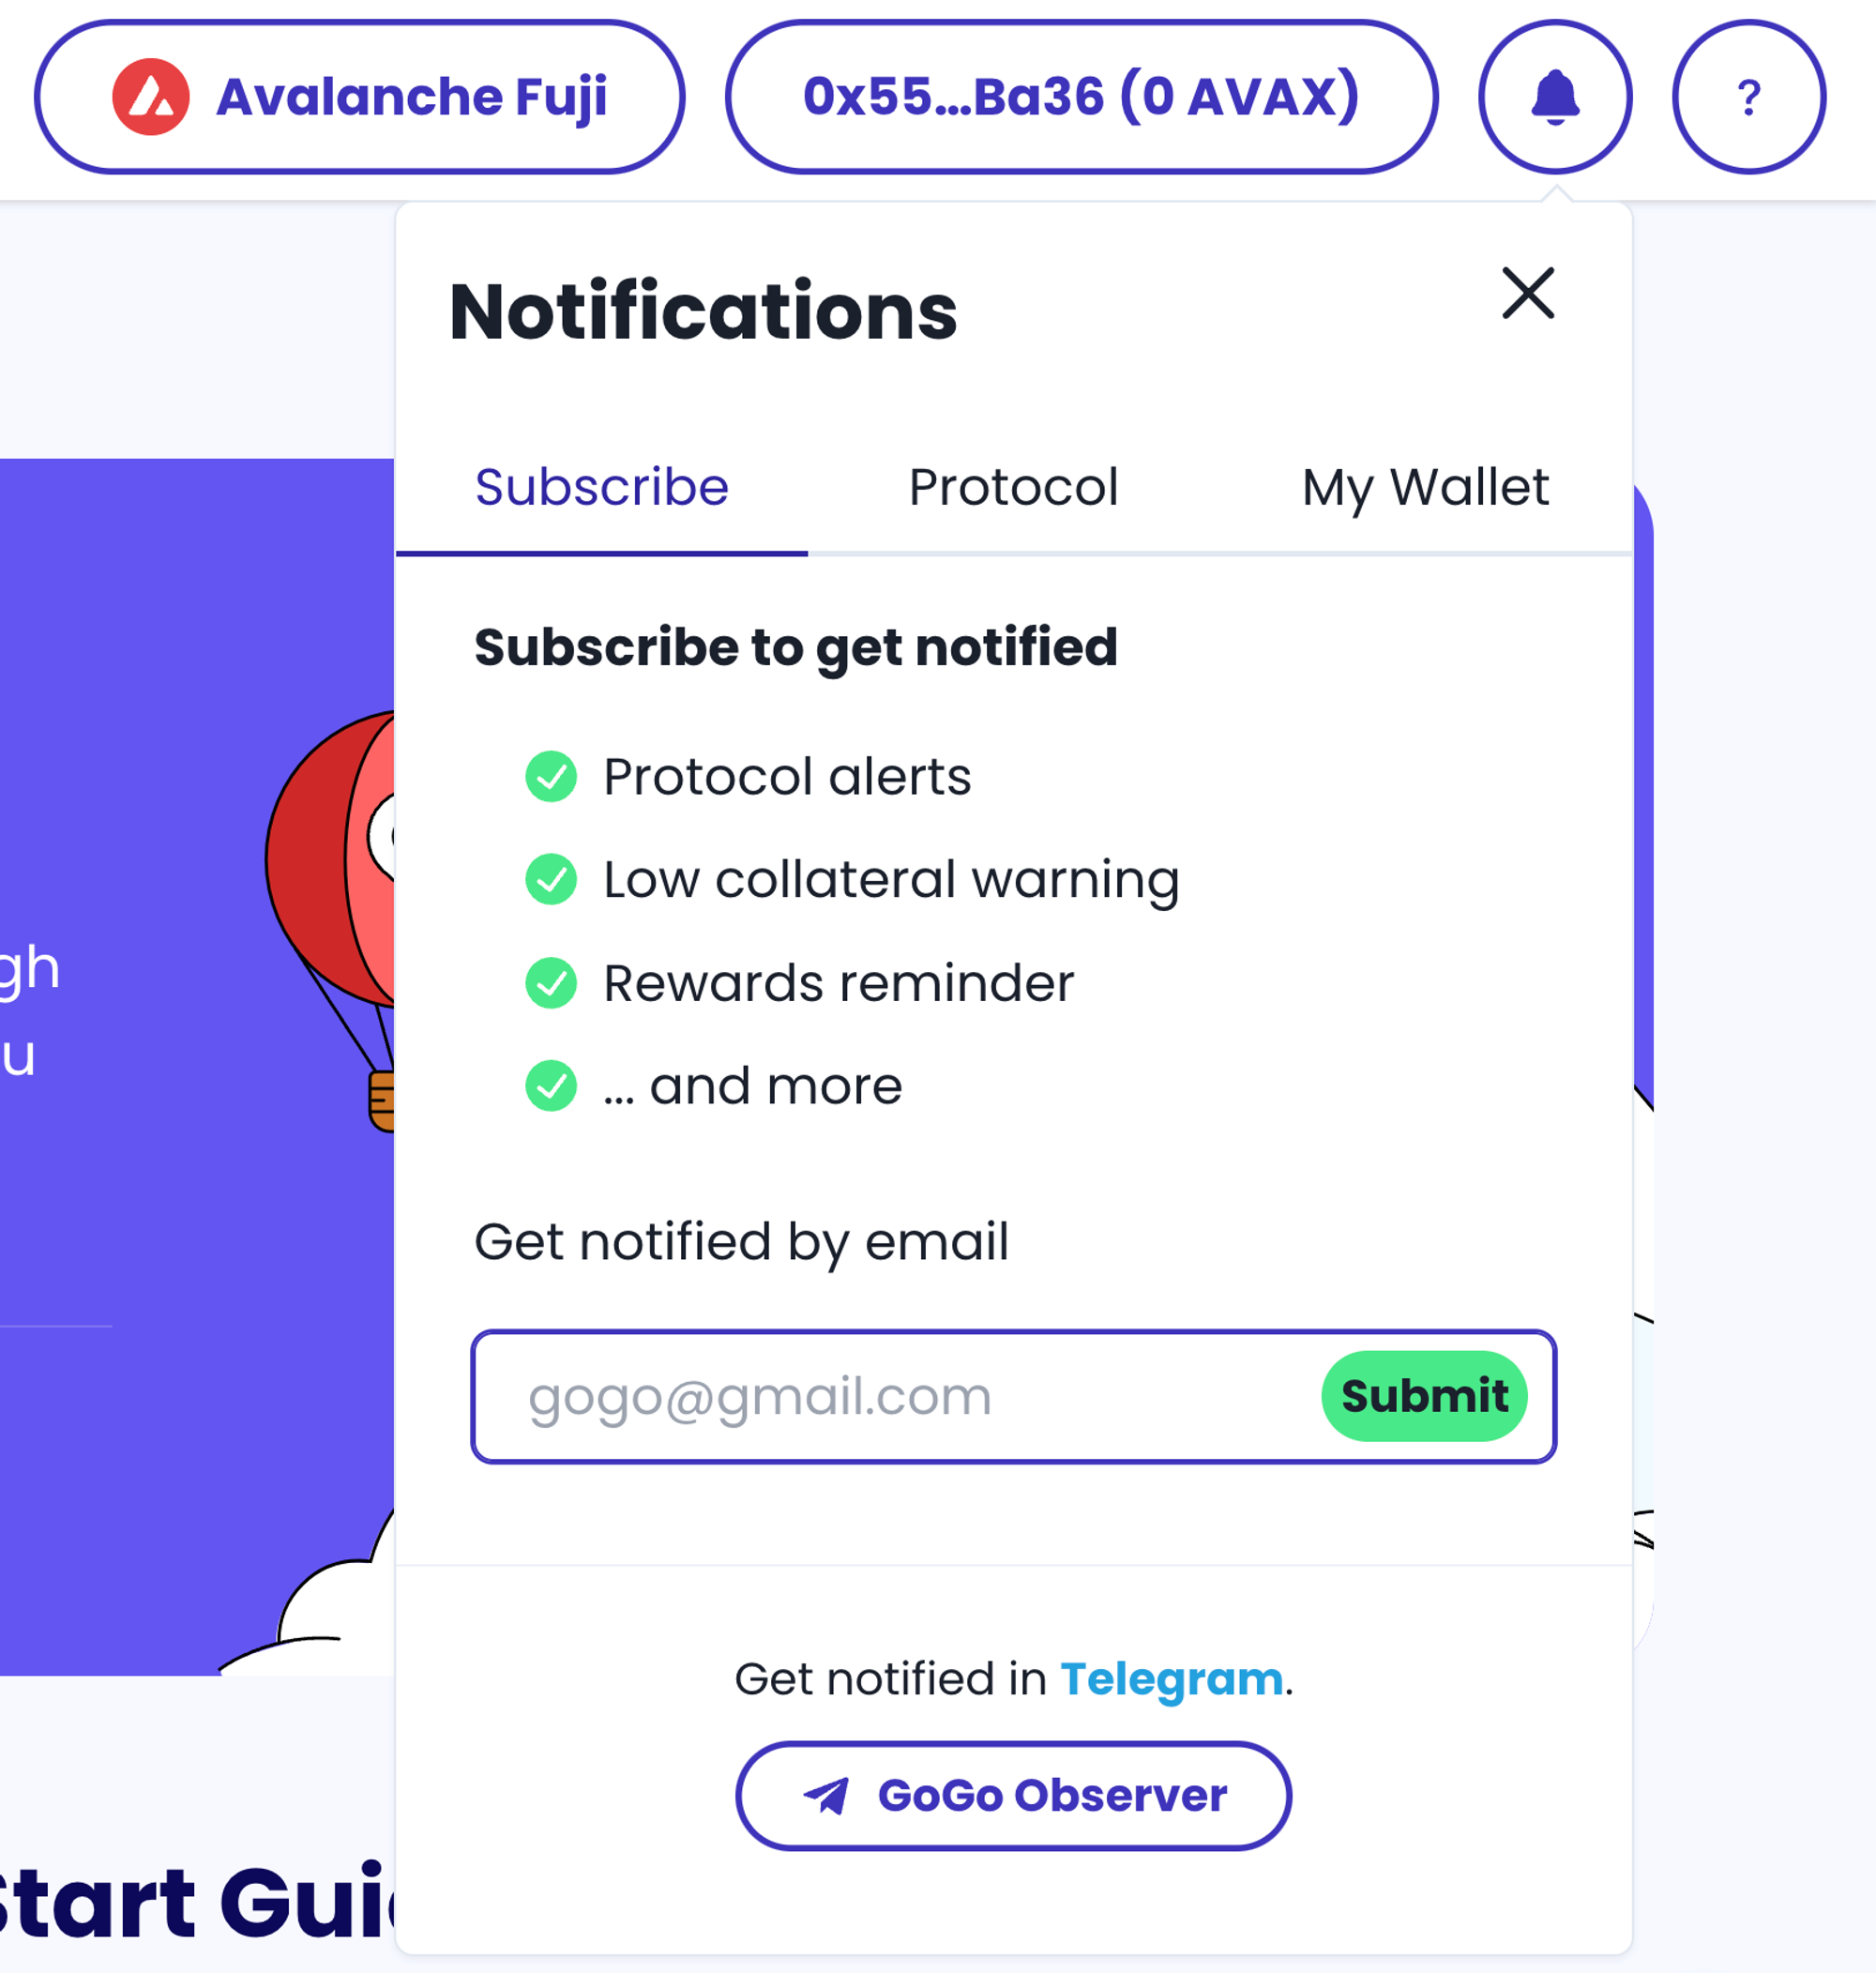 Avalanche Fuji
0x55...Ba36 (0 AVAX)
?
Notifications
Subscribe
Protocol
My Wallet
Subscribe to get notified
Protocol alerts
Low collateral warning
gh
Rewards reminder
u
... and more
Get notified by email
gogo@gmail.com
Submit
Get notified in Telegram.
GoGo Observer
Start